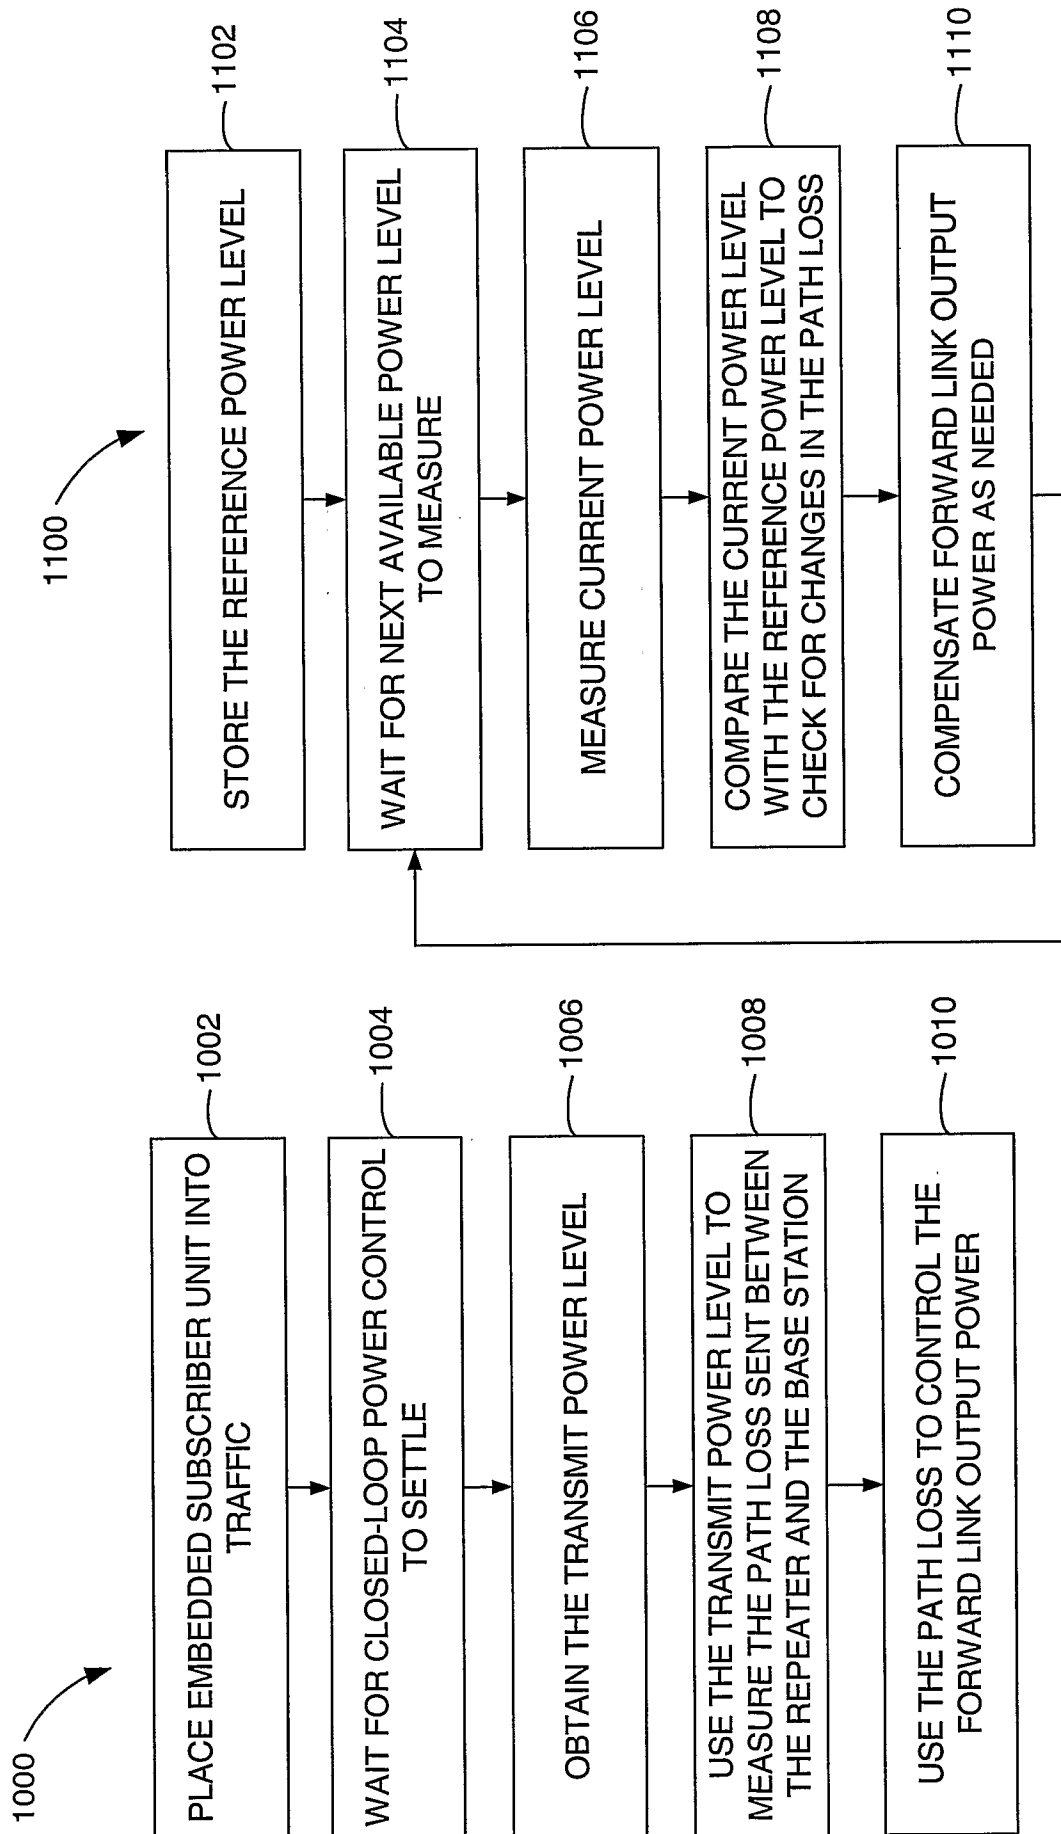 1000
PLACE EMBEDDED SUBSCRIBER UNIT INTO
TRAFFIC
1002
WAIT FOR CLOSED-LOOP POWER CONTROL
TO SETTLE
1004
OBTAIN THE TRANSMIT POWER LEVEL
1006
USE THE TRANSMIT POWER LEVEL TO
MEASURE THE PATH LOSS SENT BETWEEN
THE REPEATER AND THE BASE STATION
1008
USE THE PATH LOSS TO CONTROL THE
FORWARD LINK OUTPUT POWER
1010
1100
STORE THE REFERENCE POWER LEVEL
1102
WAIT FOR NEXT AVAILABLE POWER LEVEL
TO MEASURE
1104
MEASURE CURRENT POWER LEVEL
1106
COMPARE THE CURRENT POWER LEVEL
WITH THE REFERENCE POWER LEVEL TO
CHECK FOR CHANGES IN THE PATH LOSS
1108
COMPENSATE FORWARD LINK OUTPUT
POWER AS NEEDED
1110